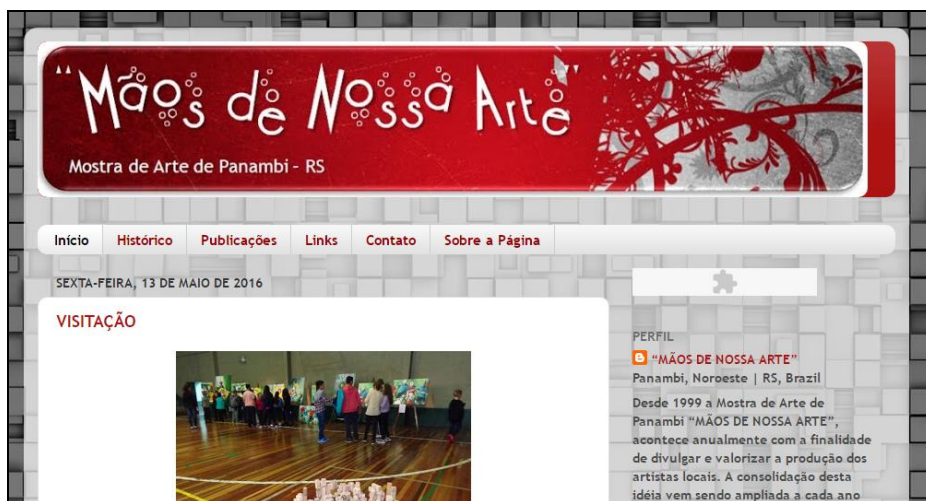 "Mãos de Nossa Arte"
Mostra de Arte de Panambi - RS
Início Histórico Publicações Links Contato Sobre a Página
SEXTA-FEIRA, 13 DE MAIO DE 2016
VISITAÇÃO
PERFIL
“MÃOS DE NOSSA ARTE”
Panambi, Noroeste | RS, Brazil
Desde 1999 a Mostra de Arte de
Panambi “MÃOS DE NOSSA ARTE”,
acontece anualmente com a finalidade
de divulgar e valorizar a produção dos
artistas locais. A consolidação desta
idéia vem sendo ampliada a cada ano